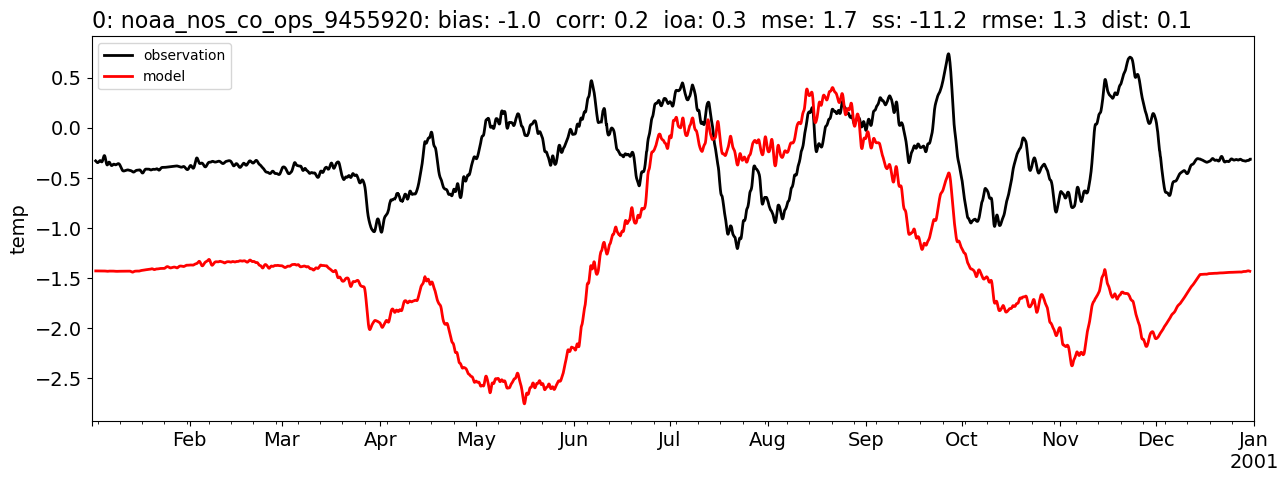 0: noaa_nos_co_ops_9455920: bias: -1.0  corr: 0.2  ioa: 0.3  mse: 1.7  ss: -11.2  rmse: 1.3  dist: 0.1
observation
model
temp
0.5
0.0
−0.5
−1.0
−1.5
−2.0
−2.5
Feb Mar Apr May Jun Jul Aug Sep Oct Nov Dec Jan
2001